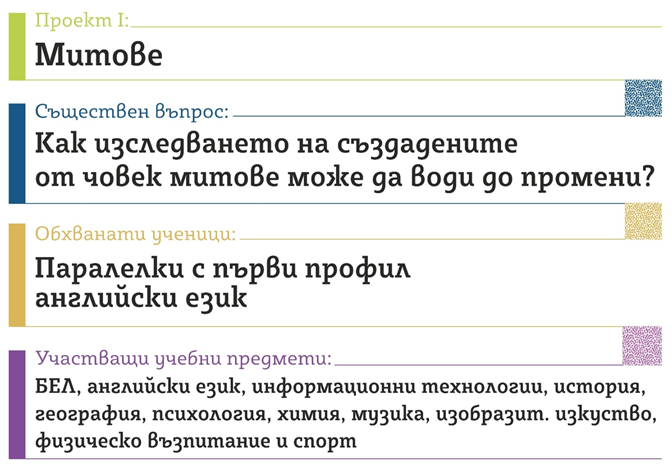 Проект I:
Митове
Съществен въпрос:
Как изследването на създадените
от човек митове може да води до промени?
Обхванати ученици:
Паралелки с първи профил
английски език
Участващи учебни предмети:
БЕЛ, английски език, информационни технологии, история,
география, психология, химия, музика, изобразит. изкуство,
физическо възпитание и спорт